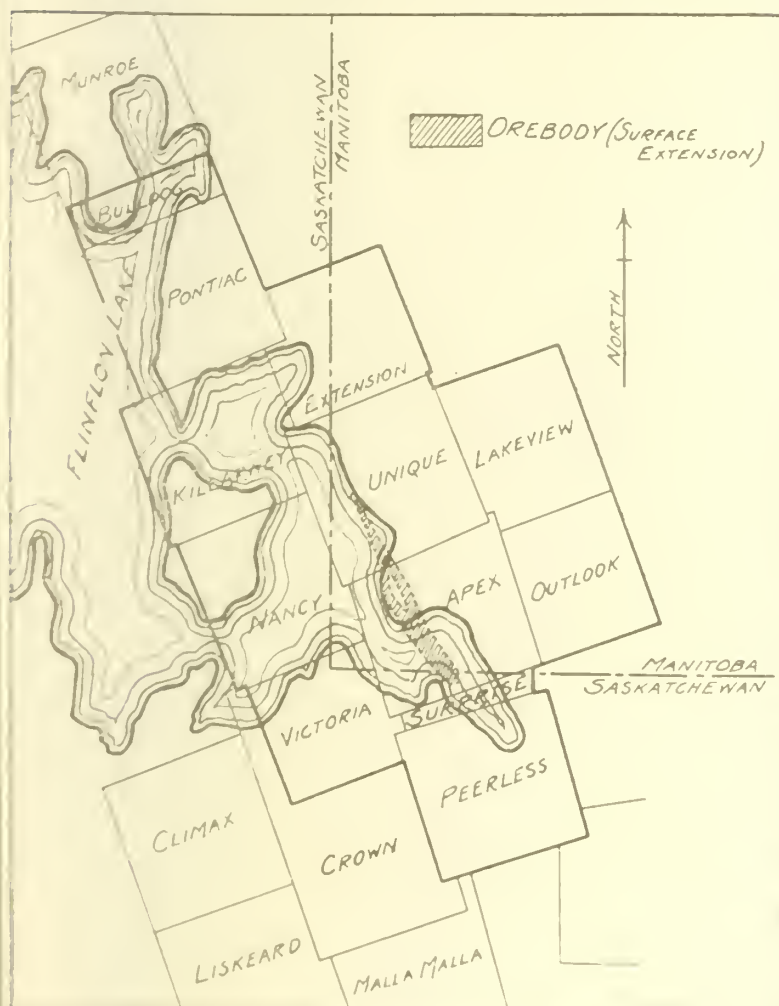 MUNROE
SASKATCHEWAN
MANITOBA
OREBODY (SURFACE
EXTENSION)
BULLDOG
PONTIAC
NORTH
FLINFLON LAKE
EXTENSION
UNIQUE
LAKEVIEW
KILLARNEY
NANCY
APEX
OUTLOOK
MANITOBA
SASKATCHEWAN
SURPRISE
VICTORIA
PEERLESS
CLIMAX
CROWN
LISKEARD
MALLA MALLA